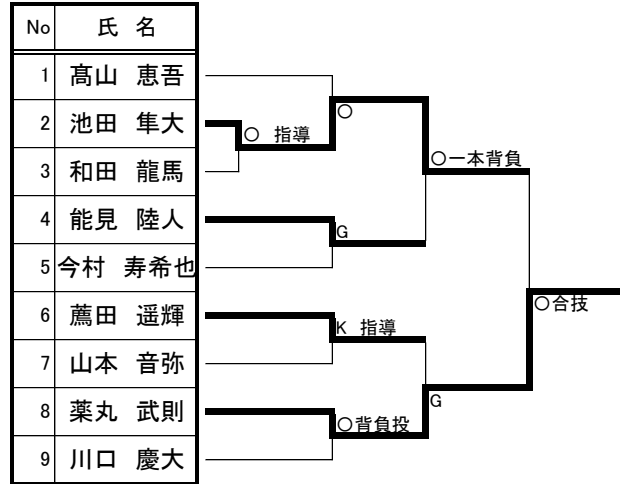 No 氏 名
1 髙山 恵吾
2 池田 隼大
3 和田 龍馬
4 能見 陸人
5 今村 寿希也
6 薦田 遥輝
7 山本 音弥
8 薬丸 武則
9 川口 慶大
○ 指導
○
G
K 指導
○背負投
○一本背負
G
○合技